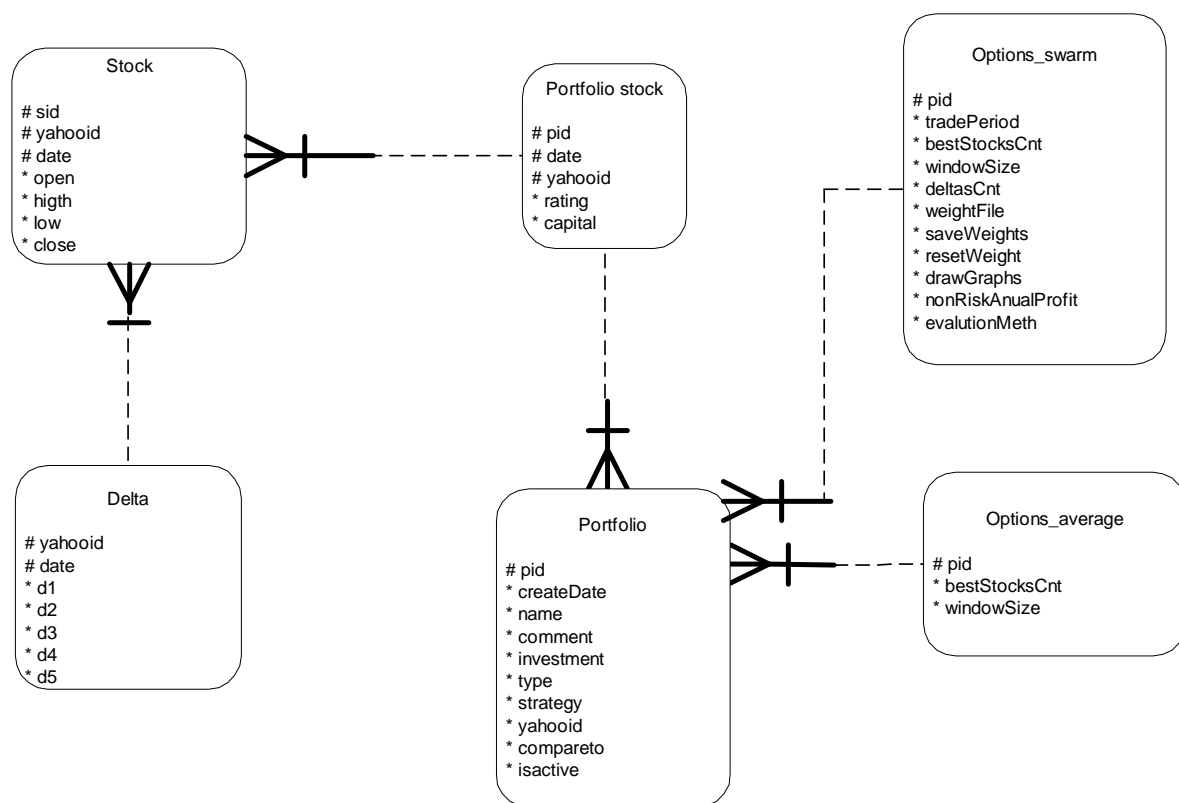 Stock
# sid
# yahooid
# date
* open
* higth
* low
* close
Portfolio stock
# pid
# date
# yahooid
* rating
* capital
Options_swarm
# pid
* tradePeriod
* bestStocksCnt
* windowSize
* deltasCnt
* weightFile
* saveWeights
* resetWeight
* drawGraphs
* nonRiskAnualProfit
* evalutionMeth
Delta
# yahooid
# date
* d1
* d2
* d3
* d4
* d5
Portfolio
# pid
* createDate
* name
* comment
* investment
* type
* strategy
* yahooid
* compareto
* isactive
Options_average
# pid
* bestStocksCnt
* windowSize